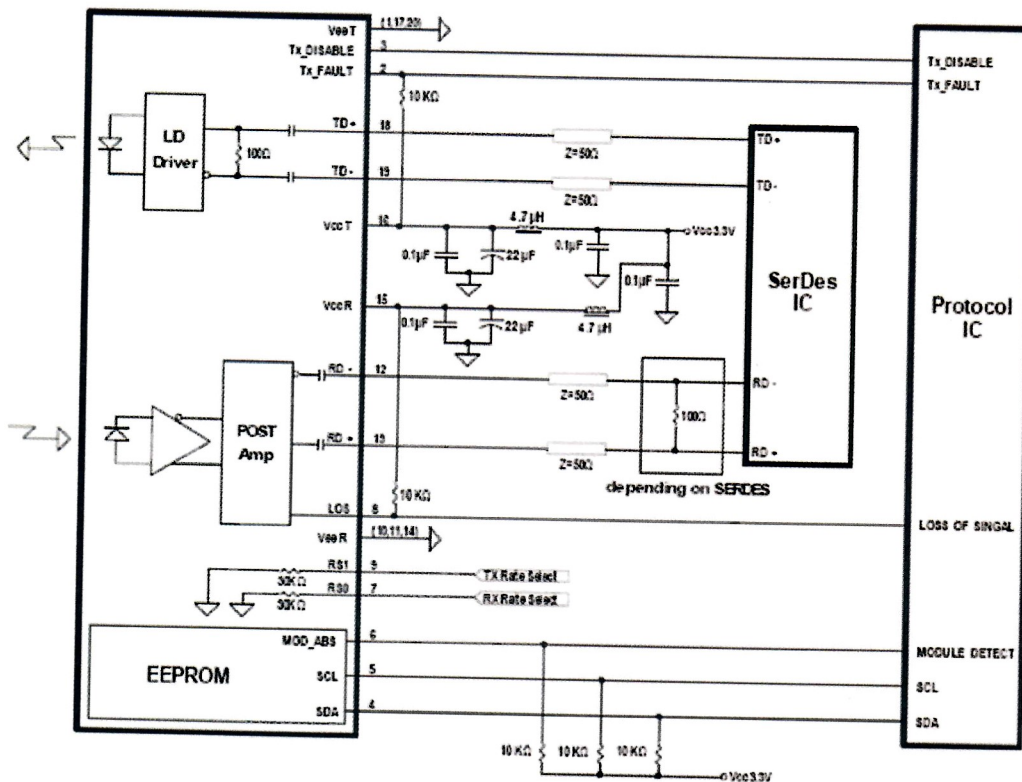 VeeT (1,17,20)
Tx_DISABLE 3 Tx_DISABLE
Tx_FAULT 2 Tx_FAULT
10 KΩ
LD
Driver
100Ω
TD+ 18 Z=50Ω TD+
TD- 19 Z=50Ω TD-
VccT 16 4.7 µH Vcc3.3V
0.1µF 22 µF 0.1µF 0.1µF
SerDes
IC
Protocol
IC
VccR 15
0.1µF 22 µF 4.7 µH
RD - 12 Z=50Ω RD -
100Ω
POST
Amp
RD + 13 Z=50Ω RD +
depending on SERDES
10 KΩ
LOS 8 LOSS OF SINGAL
VeeR (10,11,14)
30KΩ RS1 9 TX Rate Select
30KΩ RS0 7 RX Rate Select
MOD_ABS 6 MODULE DETECT
EEPROM
SCL 5 SCL
SDA 4 SDA
10 KΩ 10 KΩ 10 KΩ
Vcc3.3V